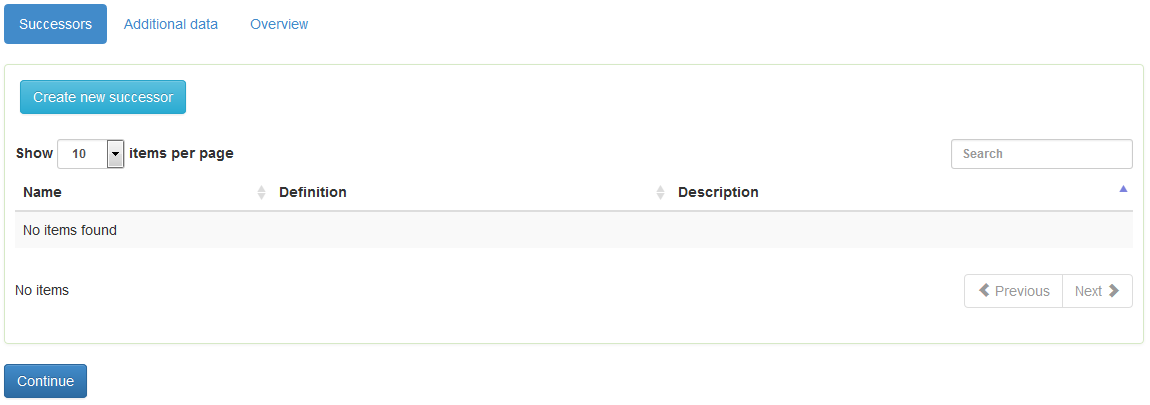 Successors Additional data Overview
Create new successor
Show 10 items per page Search
Name Definition Description
No items found
No items Previous Next
Continue